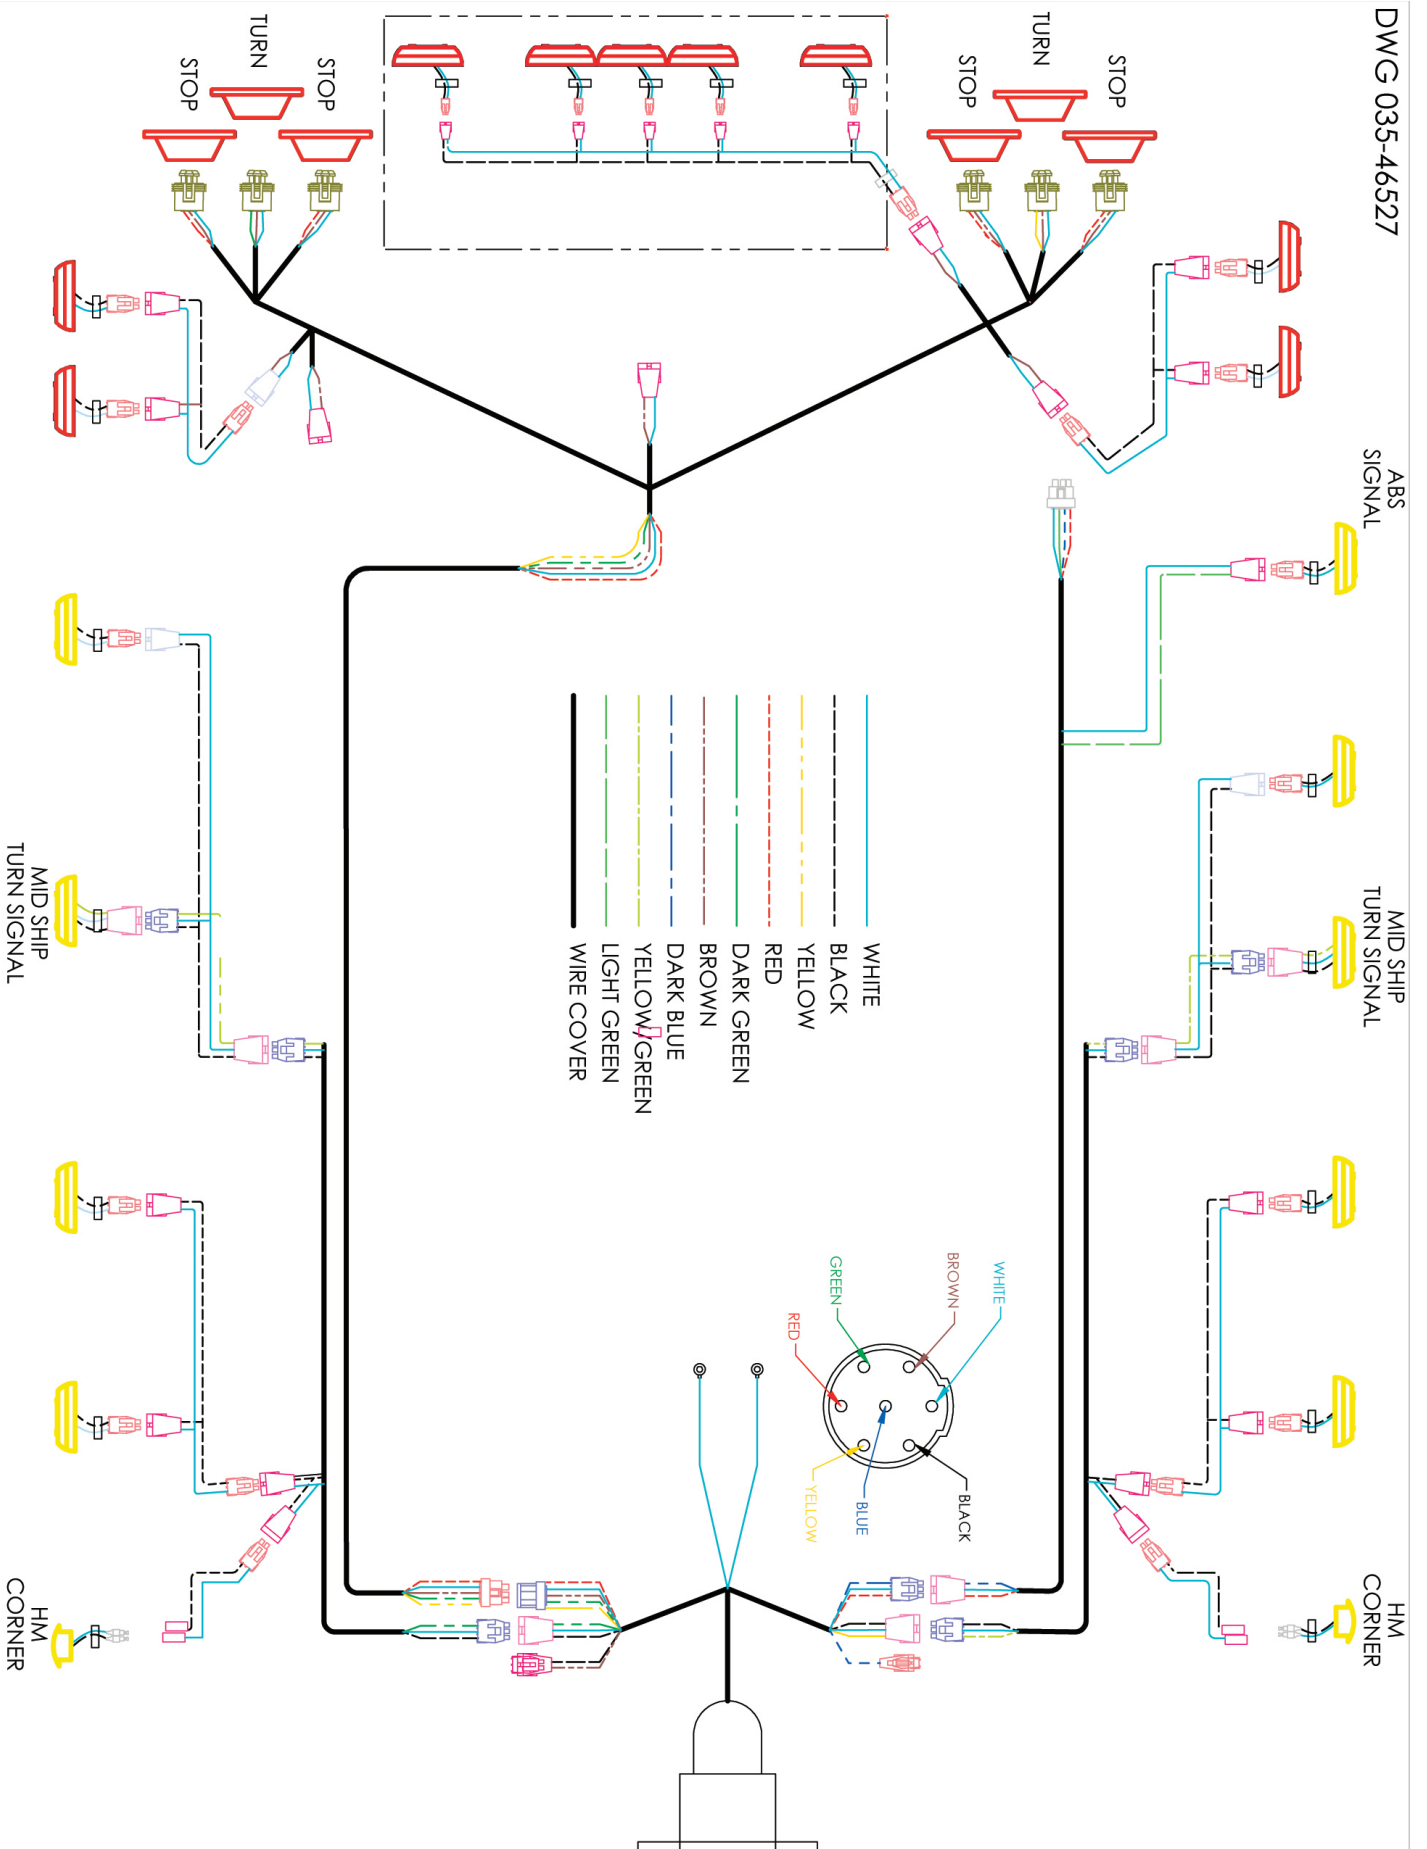 DWG 035-46527
STOP
TURN
STOP
STOP
TURN
STOP
ABS
SIGNAL
MID SHIP
TURN SIGNAL
HM
CORNER
WHITE
BLACK
YELLOW
RED
DARK GREEN
BROWN
DARK BLUE
YELLOW/GREEN
LIGHT GREEN
WIRE COVER
WHITE
BROWN
GREEN
RED
BLACK
BLUE
YELLOW
MID SHIP
TURN SIGNAL
HM
CORNER